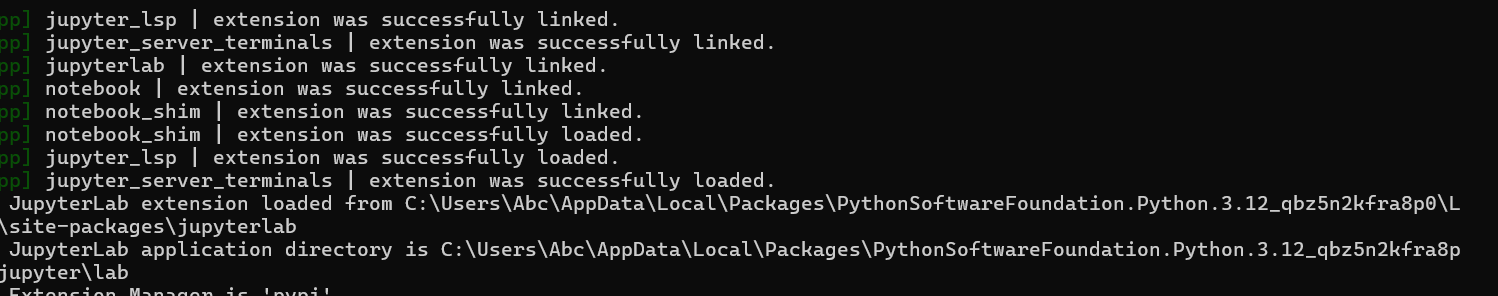 pp] jupyter_lsp | extension was successfully linked.
pp] jupyter_server_terminals | extension was successfully linked.
pp] jupyterlab | extension was successfully linked.
pp] notebook | extension was successfully linked.
pp] notebook_shim | extension was successfully linked.
pp] notebook_shim | extension was successfully loaded.
pp] jupyter_lsp | extension was successfully loaded.
pp] jupyter_server_terminals | extension was successfully loaded.
JupyterLab extension loaded from C:\Users\Abc\AppData\Local\Packages\PythonSoftwareFoundation.Python.3.12_qbz5n2kfra8p0\L
\site-packages\jupyterlab
JupyterLab application directory is C:\Users\Abc\AppData\Local\Packages\PythonSoftwareFoundation.Python.3.12_qbz5n2kfra8p
jupyter\lab
Extension Manager is 'pypi'